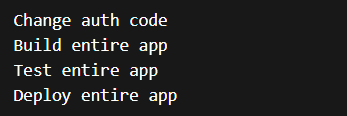 Change auth code
Build entire app
Test entire app
Deploy entire app